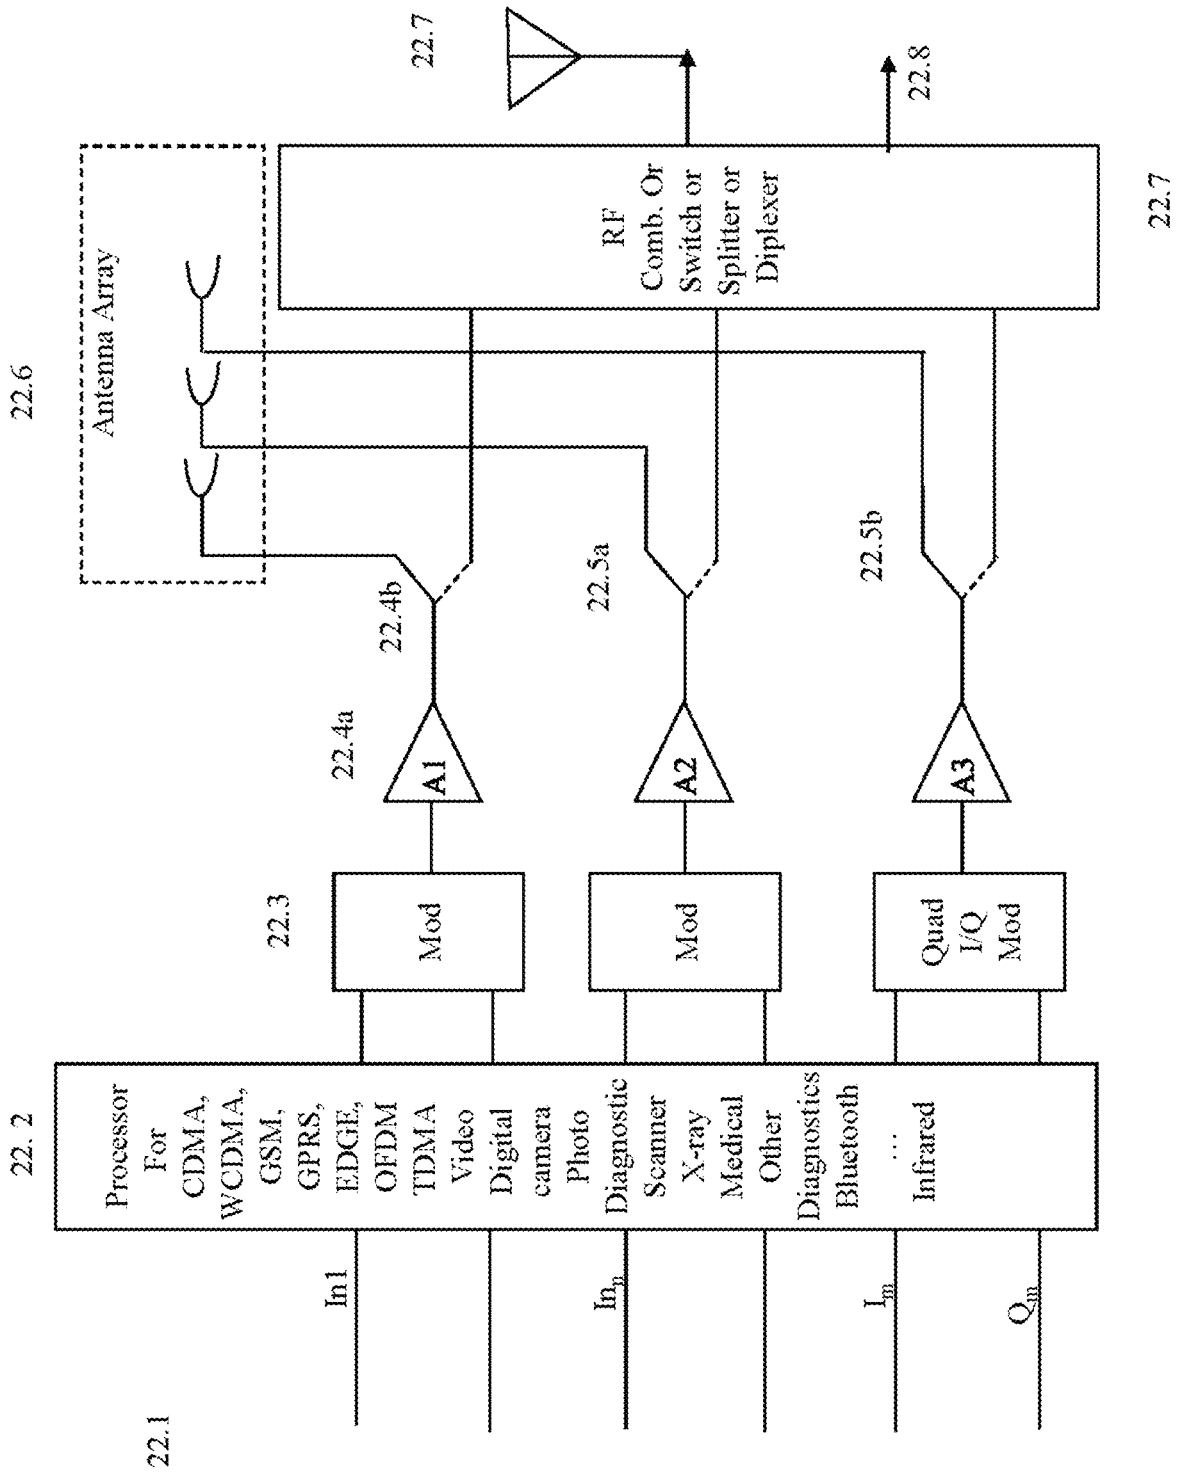 22.1
In1
In_n
I_m
Q_m
22. 2
Processor
For
CDMA,
WCDMA,
GSM,
GPRS,
EDGE,
OFDM
TDMA
Video
Digital
camera
Photo
Diagnostic
Scanner
X-ray
Medical
Other
Diagnostics
Bluetooth
…
Infrared
22.3
Mod
Mod
Quad
I/Q
Mod
22.4a
A1
A2
A3
22.4b
22.5a
22.5b
22.6
Antenna Array
RF
Comb. Or
Switch or
Splitter or
Diplexer
22.7
22.7
22.8